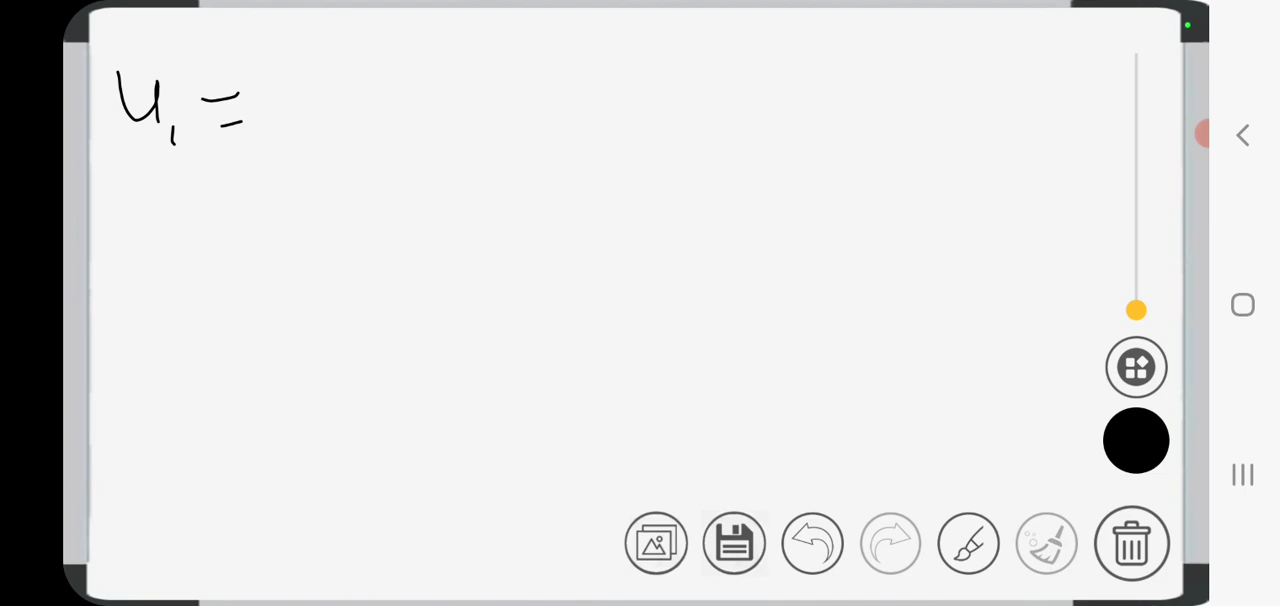 u₁ =